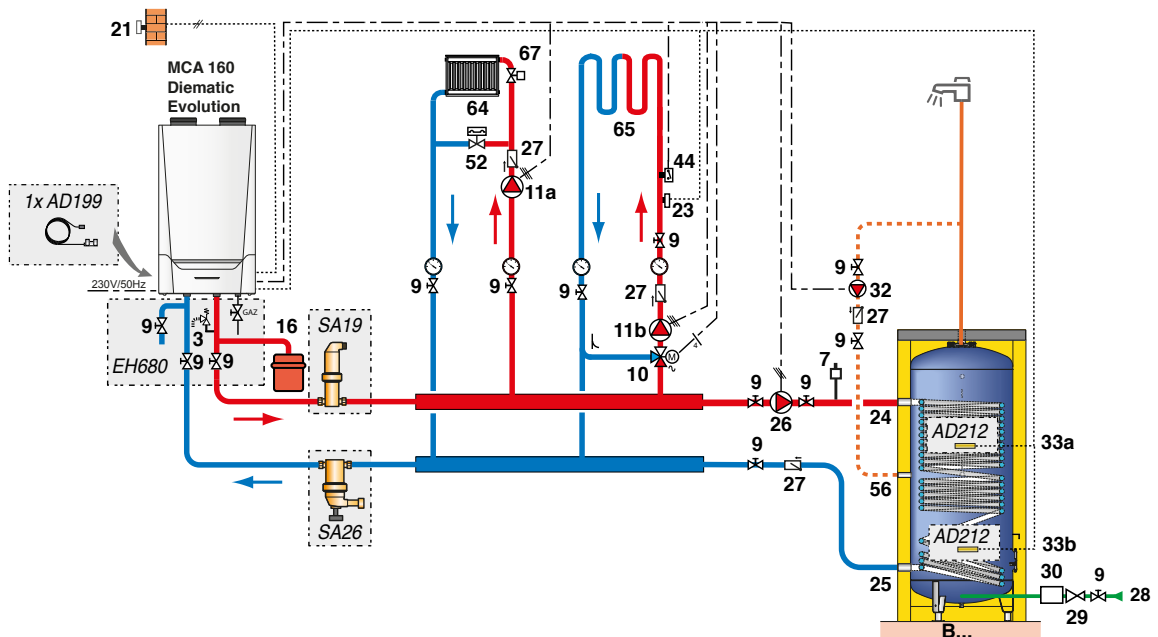 21
MCA 160
Diematic
Evolution
1x AD199
230V/50Hz
GAZ
9
3
9
9
EH680
16
SA19
SA26
64
67
52
27
11a
9
9
65
44
23
9
9
27
11b
M
4
10
9
26
9
7
9
27
9
32
27
9
24
56
25
AD212
33a
AD212
33b
30
29
9
28
B...